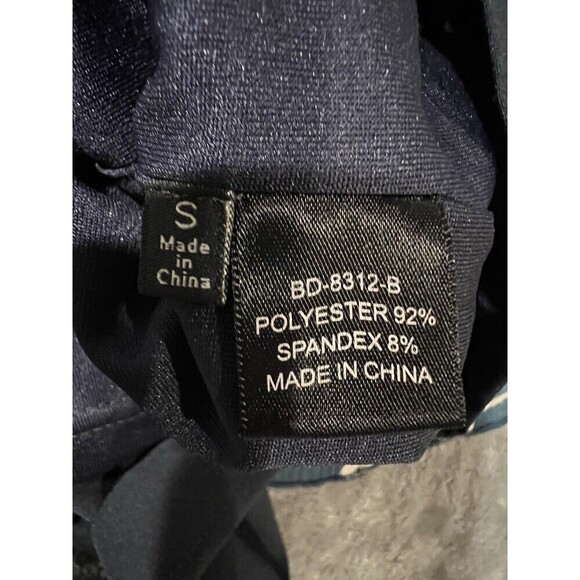 S
Made
in
China
BD-8312-B
POLYESTER 92%
SPANDEX 8%
MADE IN CHINA